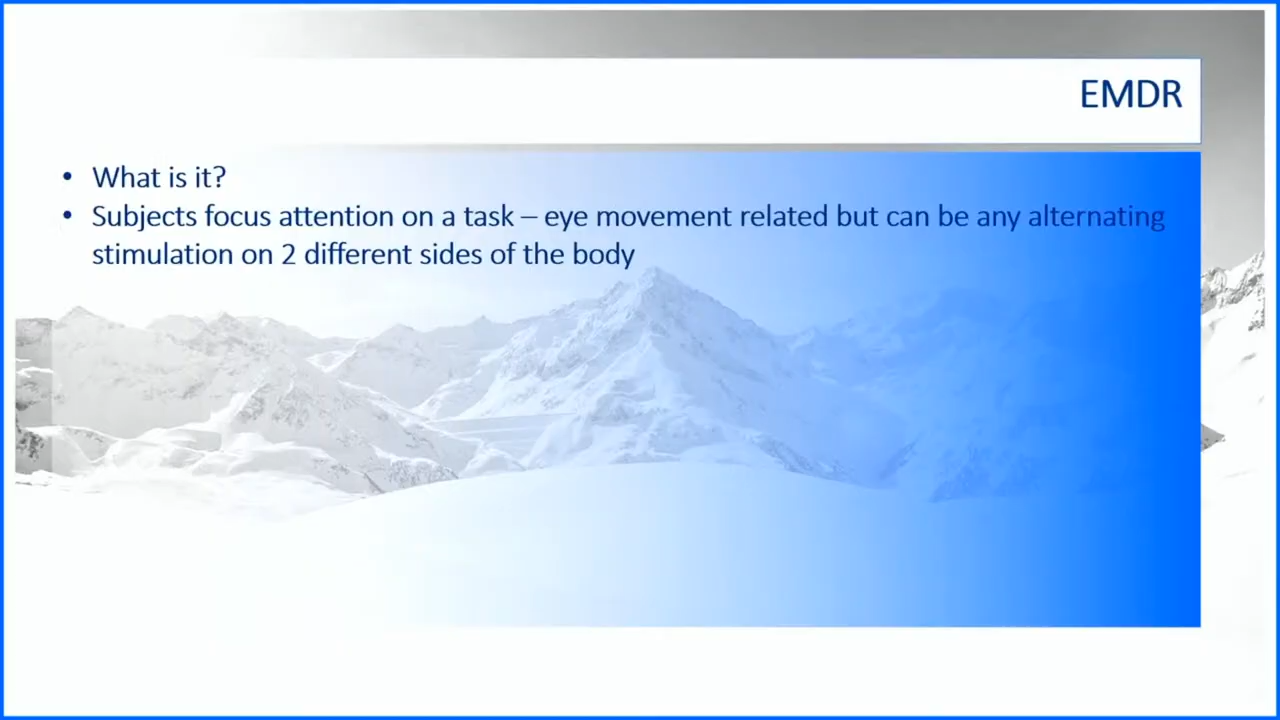 EMDR
• What is it?
• Subjects focus attention on a task – eye movement related but can be any alternating
stimulation on 2 different sides of the body